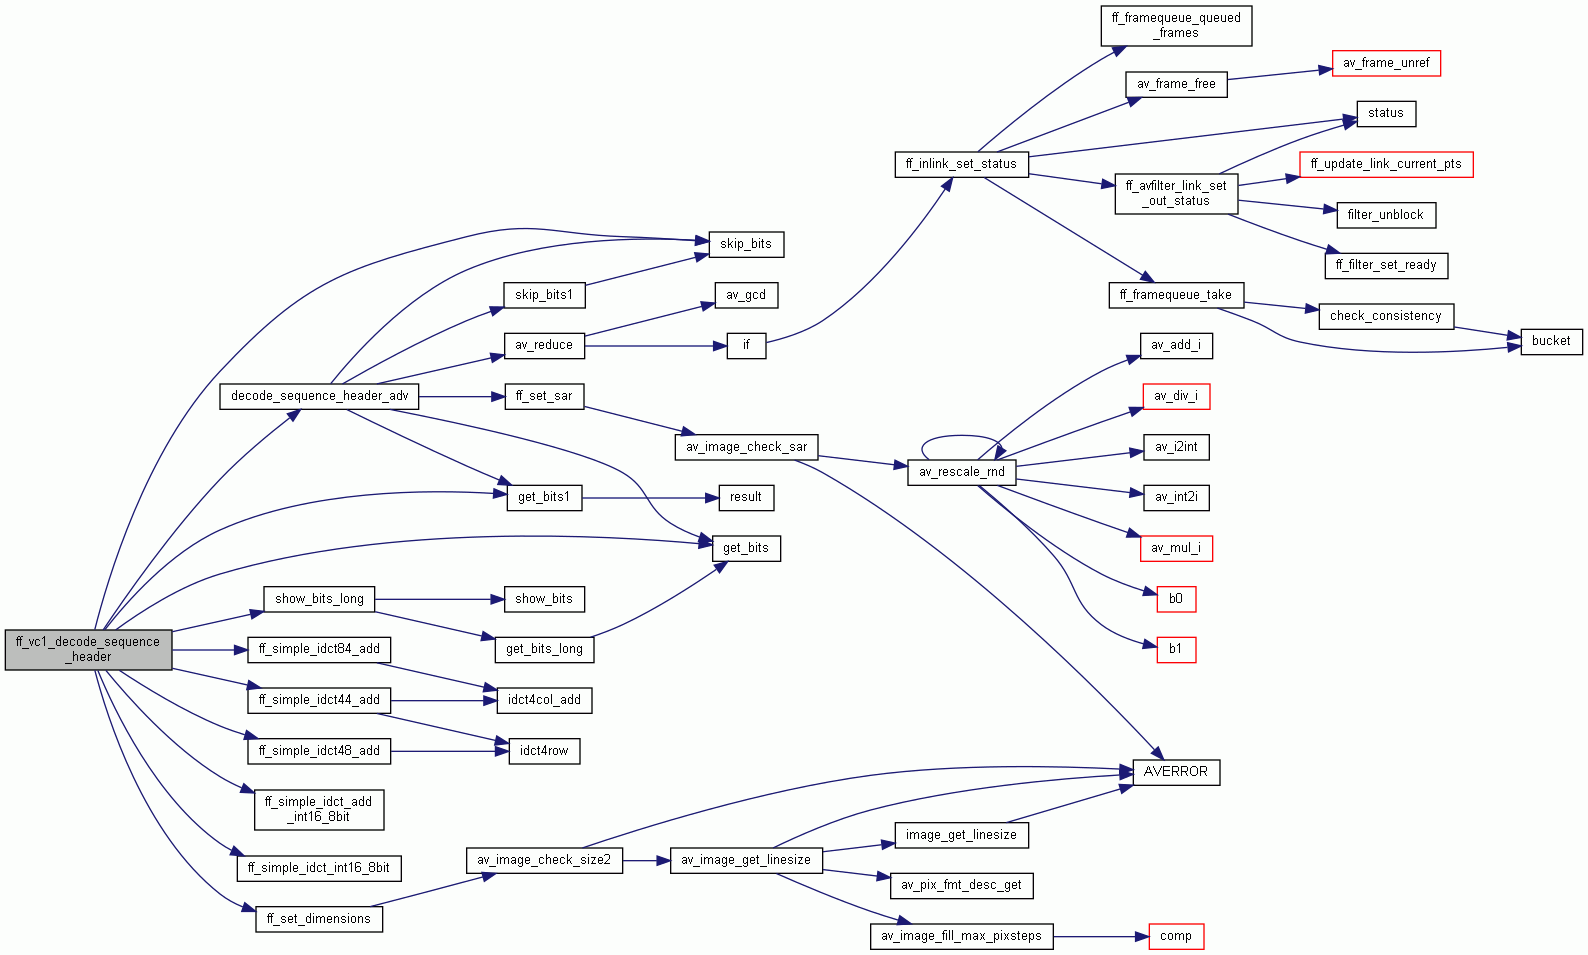 ff_framequeue_queued
_frames
av_frame_unref
av_frame_free
status
ff_inlink_set_status
ff_update_link_current_pts
ff_avfilter_link_set
_out_status
filter_unblock
skip_bits
ff_filter_set_ready
skip_bits1
av_gcd
ff_framequeue_take
check_consistency
av_reduce
if
av_add_i
bucket
decode_sequence_header_adv
ff_set_sar
av_div_i
av_image_check_sar
av_i2int
av_rescale_rnd
get_bits1
result
av_int2i
get_bits
av_mul_i
show_bits_long
show_bits
b0
ff_vc1_decode_sequence
_header
ff_simple_idct84_add
get_bits_long
b1
ff_simple_idct44_add
idct4col_add
ff_simple_idct48_add
idct4row
AVERROR
ff_simple_idct_add
_int16_8bit
image_get_linesize
ff_simple_idct_int16_8bit
av_image_check_size2
av_image_get_linesize
av_pix_fmt_desc_get
ff_set_dimensions
av_image_fill_max_pixsteps
comp